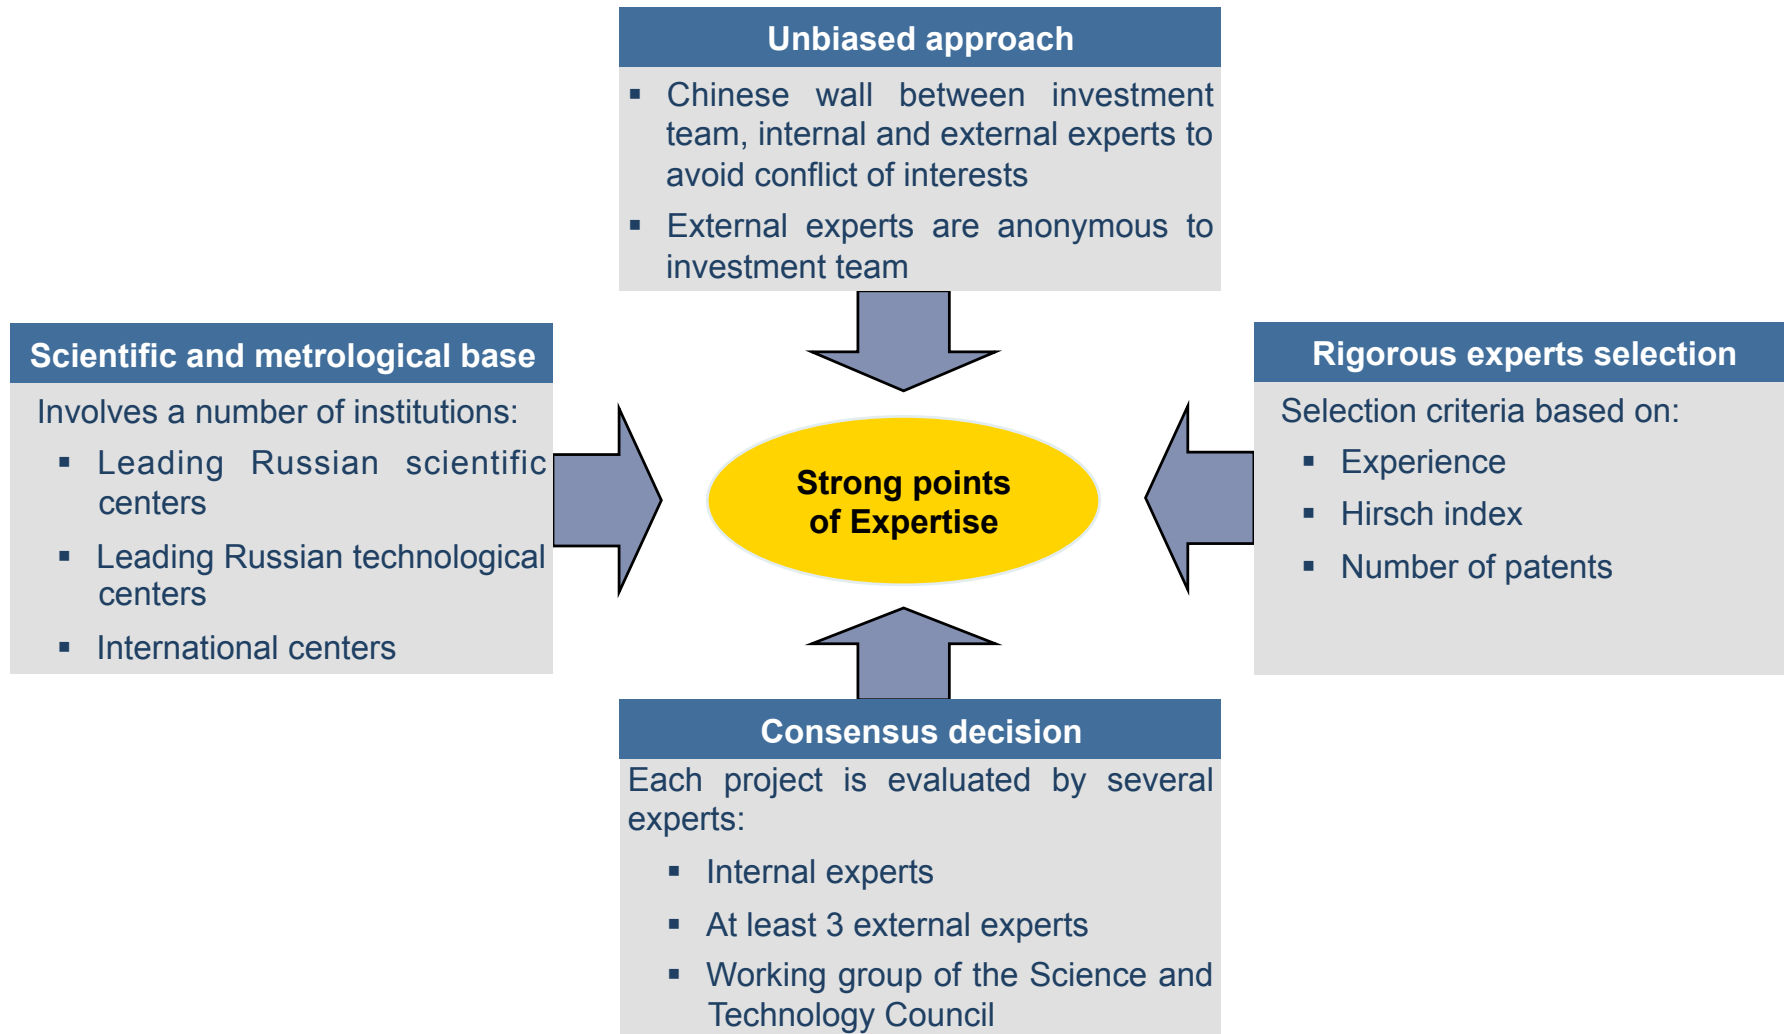 Unbiased approach
▪ Chinese wall between investment
team, internal and external experts to
avoid conflict of interests
▪ External experts are anonymous to
investment team
Scientific and metrological base
Involves a number of institutions:
▪ Leading Russian scientific
centers
▪ Leading Russian technological
centers
▪ International centers
Strong points
of Expertise
Rigorous experts selection
Selection criteria based on:
▪ Experience
▪ Hirsch index
▪ Number of patents
Consensus decision
Each project is evaluated by several
experts:
▪ Internal experts
▪ At least 3 external experts
▪ Working group of the Science and
Technology Council